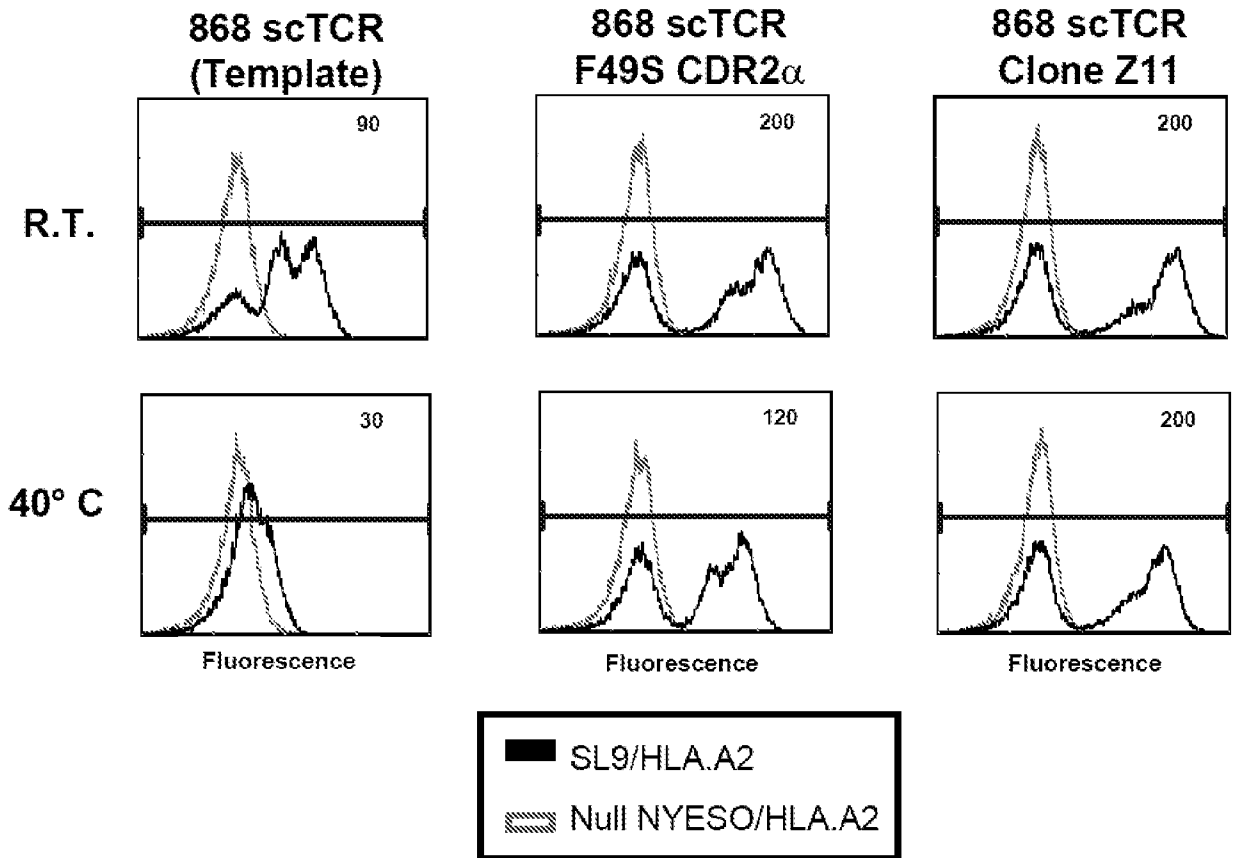 868 scTCR
(Template)
868 scTCR
F49S CDR2α
868 scTCR
Clone Z11
R.T.
90
200
200
40° C
30
120
200
Fluorescence
Fluorescence
Fluorescence
SL9/HLA.A2
Null NYESO/HLA.A2